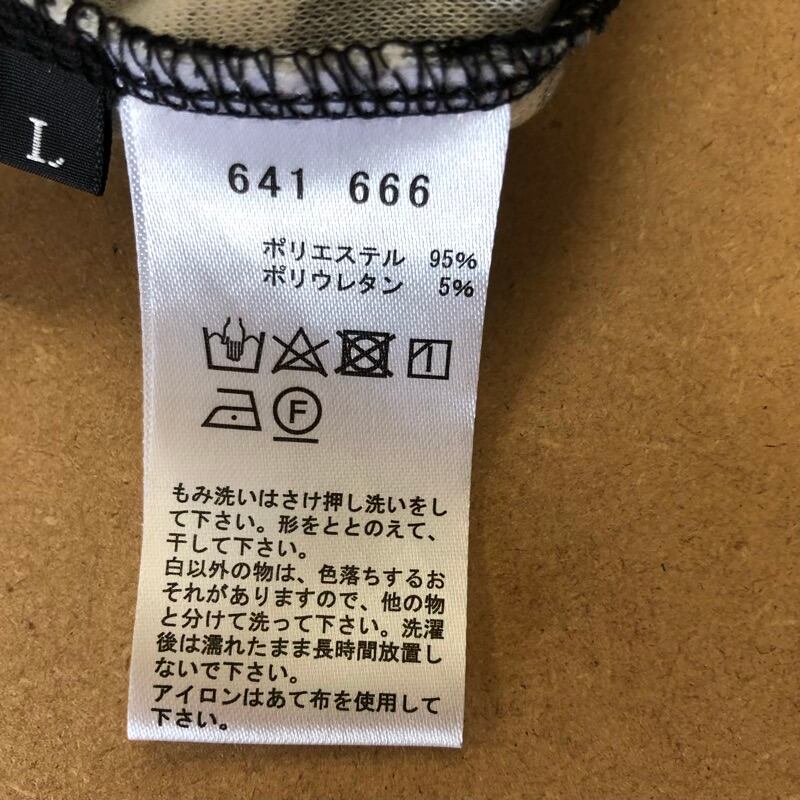 L
641 666
ポリエステル 95%
ポリウレタン 5%
F
もみ洗いはさけ押し洗いをし
て下さい。形をととのえて、
干して下さい。
白以外の物は、色落ちするお
それがありますので、他の物
と分けて洗って下さい。洗濯
後は濡れたまま長時間放置し
ないで下さい。
アイロンはあて布を使用して
下さい。